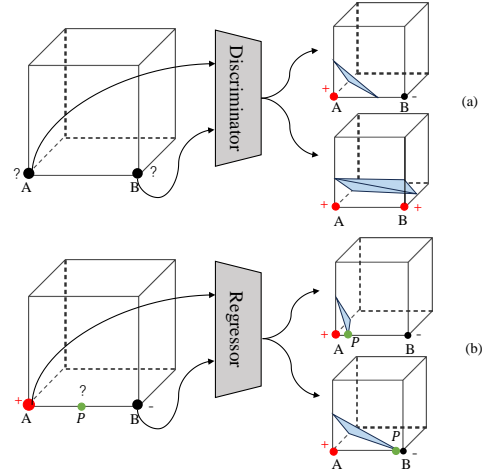 Discriminator
+ A B -
(a)
? A B ?
+ A B +
Regressor
+ A P B -
(b)
?
+ A P B -
P
+ A B -